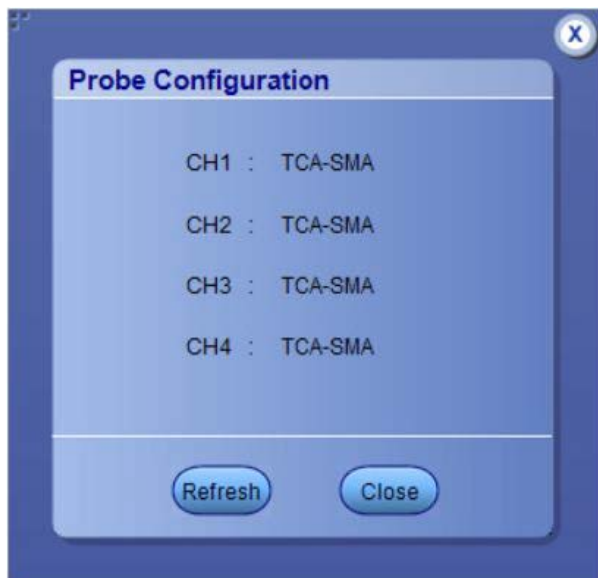 X
Probe Configuration
CH1 : TCA-SMA
CH2 : TCA-SMA
CH3 : TCA-SMA
CH4 : TCA-SMA
Refresh Close